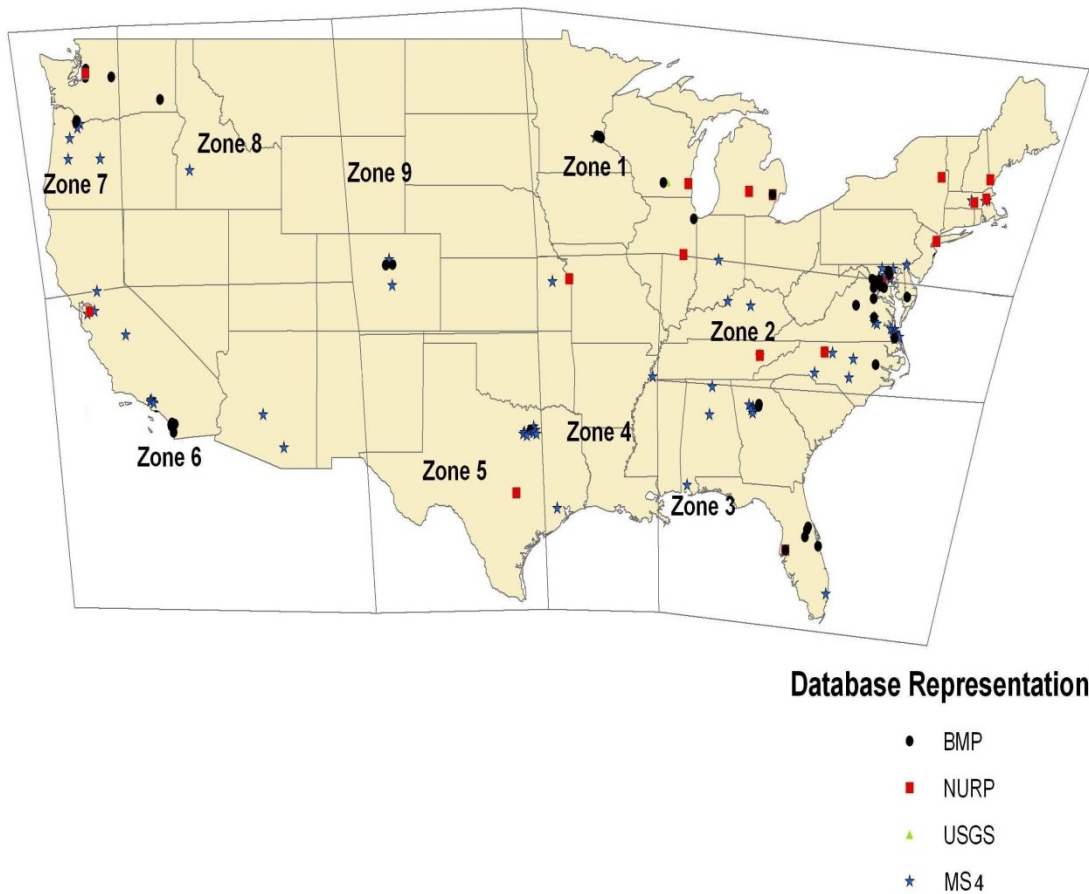 Zone 8
Zone 1
Zone 9
Zone 7
Zone 2
Zone 4
Zone 6
Zone 5
Zone 3
Database Representation
BMP
NURP
USGS
MS4